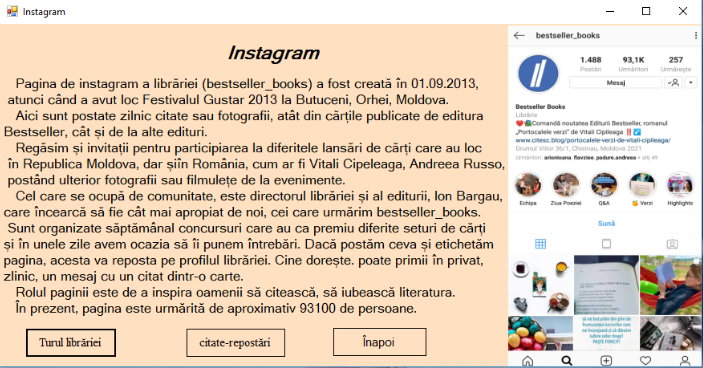 Instagram
Instagram
Pagina de instagram a librăriei (bestseller_books) a fost creată în 01.09.2013,
atunci când a avut loc Festivalul Gustar 2013 la Butuceni, Orhei, Moldova.
Aici sunt postate zilnic citate sau fotografii, atât din cărțile publicate de editura
Bestseller, cât și de la alte edituri.
Regăsim și invitații pentru participiarea la diferitele lansări de cărți care au loc
în Republica Moldova, dar șiîn România, cum ar fi Vitali Cipeleaga, Andreea Russo,
postând ulterior fotografii sau filmulețe de la evenimente.
Cel care se ocupă de comunitate, este directorul librăriei și al editurii, Ion Bargau,
care încearcă să fie cât mai apropiat de noi, cei care urmărim bestseller_books.
Sunt organizate săptămânal concursuri care au ca premiu diferite seturi de cărți
și în unele zile avem ocazia să îi punem întrebări. Dacă postăm ceva și etichetăm
pagina, acesta va reposta pe profilul librăriei. Cine dorește. poate primii în privat,
zlinic, un mesaj cu un citat dintr-o carte.
Rolul paginii este de a inspira oamenii să citească, să iubească literatura.
În prezent, pagina este urmărită de aproximativ 93100 de persoane.
Turul librăriei
citate-repostări
Înapoi
bestseller_books
1.488 93,1K 257
Postări Urmăritori Urmărește
Mesaj
Bestseller Books
Librărie
Comandă noutatea Editurii Bestseller, romanul
„Portocalele verzi” de Vitali Cipileaga
www.citesc.blog/portocalele-verzi-de-vitali-cipileaga/
Drumul Viilor 36/1, Chisinau, Moldova 2021
Urmăritori: arionioana, flavziev, padure.andreea + alți 49
Echipa Ziua Poeziei Q&A Verzi Highlights
Sună